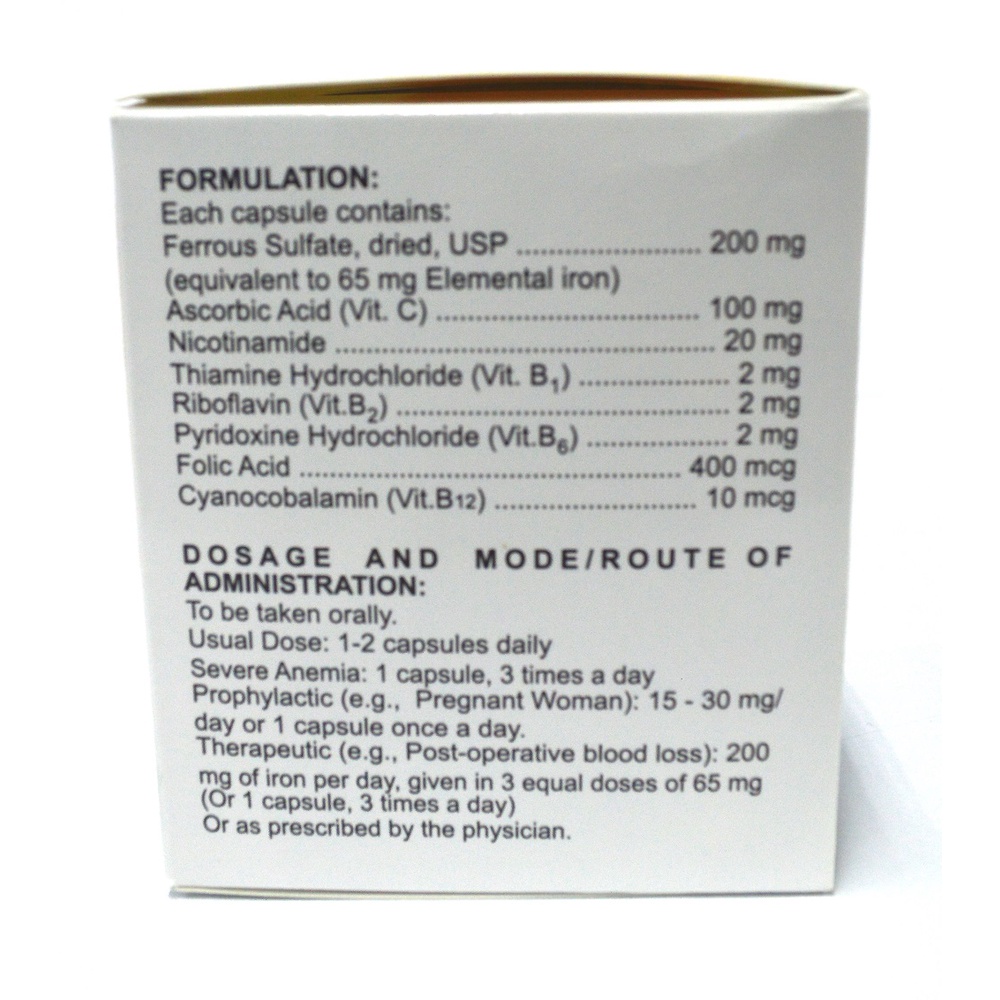 FORMULATION:
Each capsule contains:
Ferrous Sulfate, dried, USP ........................ 200 mg
(equivalent to 65 mg Elemental iron)
Ascorbic Acid (Vit. C) .................................. 100 mg
Nicotinamide ................................................. 20 mg
Thiamine Hydrochloride (Vit. B₁) .................... 2 mg
Riboflavin (Vit.B₂) ........................................... 2 mg
Pyridoxine Hydrochloride (Vit.B₆) .................. 2 mg
Folic Acid .................................................. 400 mcg
Cyanocobalamin (Vit.B12) .......................... 10 mcg
DOSAGE AND MODE/ROUTE OF
ADMINISTRATION:
To be taken orally.
Usual Dose: 1-2 capsules daily
Severe Anemia: 1 capsule, 3 times a day
Prophylactic (e.g., Pregnant Woman): 15 - 30 mg/
day or 1 capsule once a day.
Therapeutic (e.g., Post-operative blood loss): 200
mg of iron per day, given in 3 equal doses of 65 mg
(Or 1 capsule, 3 times a day)
Or as prescribed by the physician.